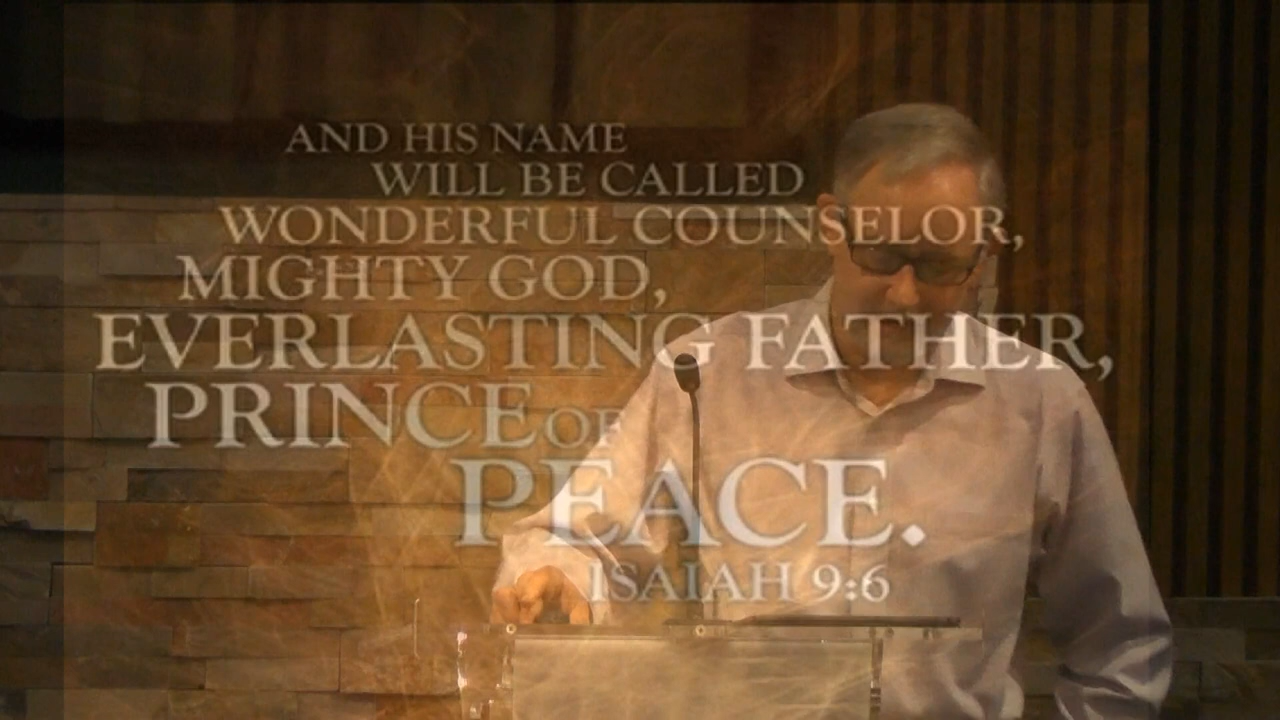 AND HIS NAME
WILL BE CALLED
WONDERFUL COUNSELOR,
MIGHTY GOD,
EVERLASTING FATHER,
PRINCE OF
PEACE.
ISAIAH 9:6